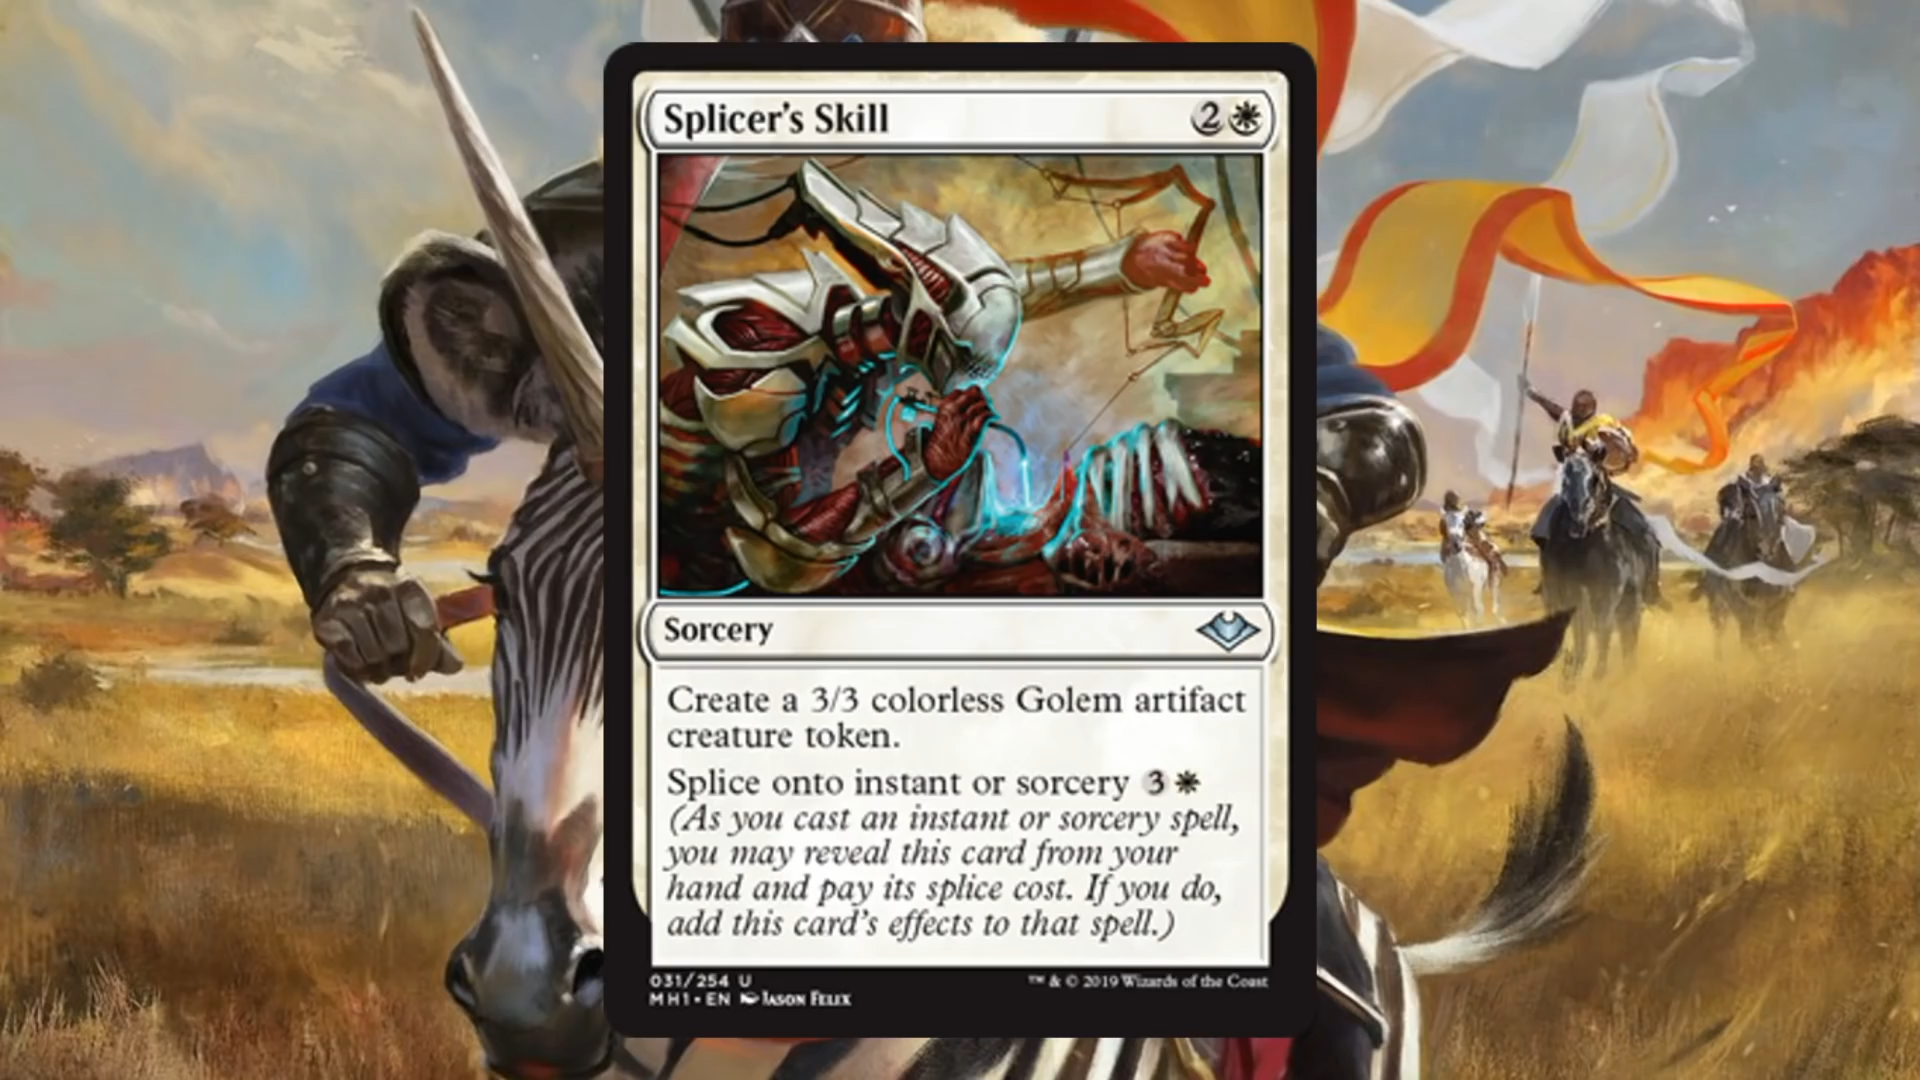 Splicer's Skill
2
Sorcery
Create a 3/3 colorless Golem artifact
creature token.
Splice onto instant or sorcery 3
(As you cast an instant or sorcery spell,
you may reveal this card from your
hand and pay its splice cost. If you do,
add this card's effects to that spell.)
031/254 U
™ & © 2019 Wizards of the Coast
MH1 • EN Jason Felix